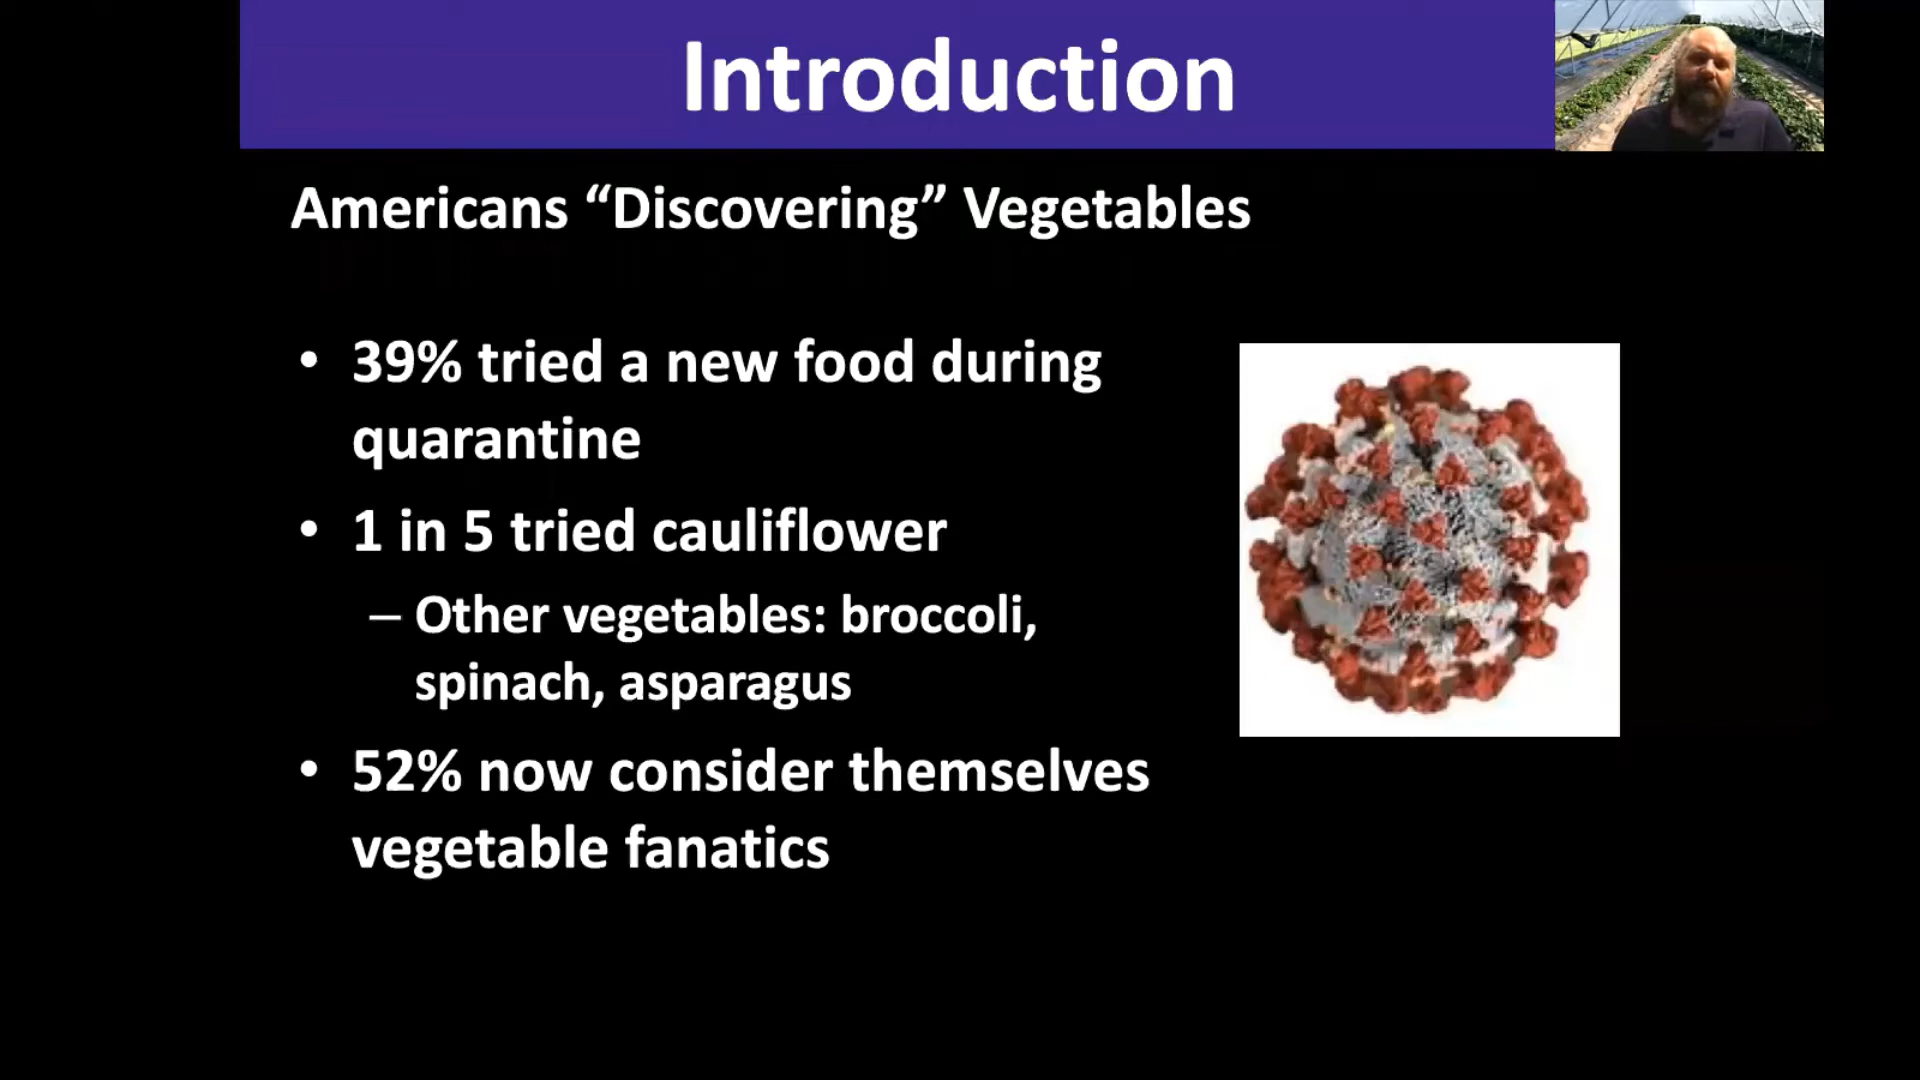 Introduction
Americans “Discovering” Vegetables
• 39% tried a new food during
quarantine
• 1 in 5 tried cauliflower
– Other vegetables: broccoli,
spinach, asparagus
• 52% now consider themselves
vegetable fanatics